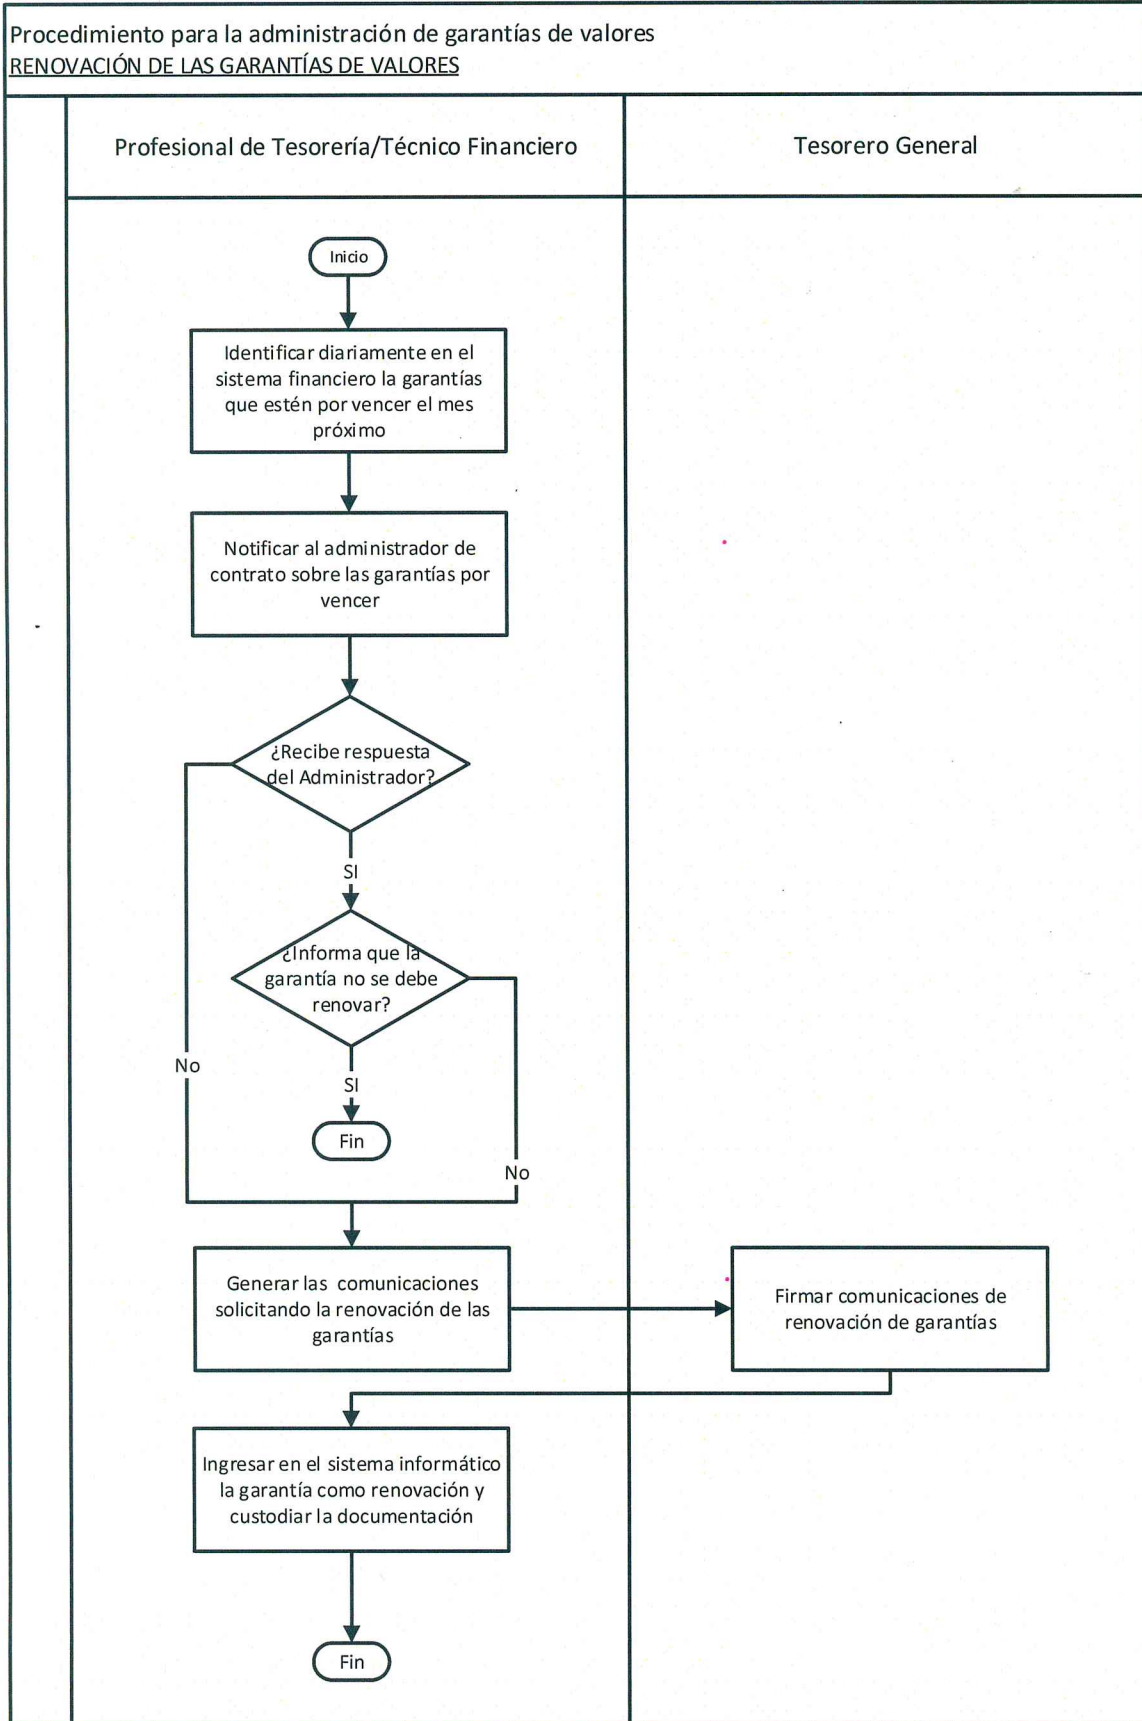 Procedimiento para la administración de garantías de valores
RENOVACIÓN DE LAS GARANTÍAS DE VALORES
Profesional de Tesorería/Técnico Financiero
Tesorero General
Inicio
Identificar diariamente en el
sistema financiero la garantías
que estén por vencer el mes
próximo
Notificar al administrador de
contrato sobre las garantías por
vencer
¿Recibe respuesta
del Administrador?
SI
¿Informa que la
garantía no se debe
renovar?
No
SI
Fin
No
Generar las comunicaciones
solicitando la renovación de las
garantías
Firmar comunicaciones de
renovación de garantías
Ingresar en el sistema informático
la garantía como renovación y
custodiar la documentación
Fin